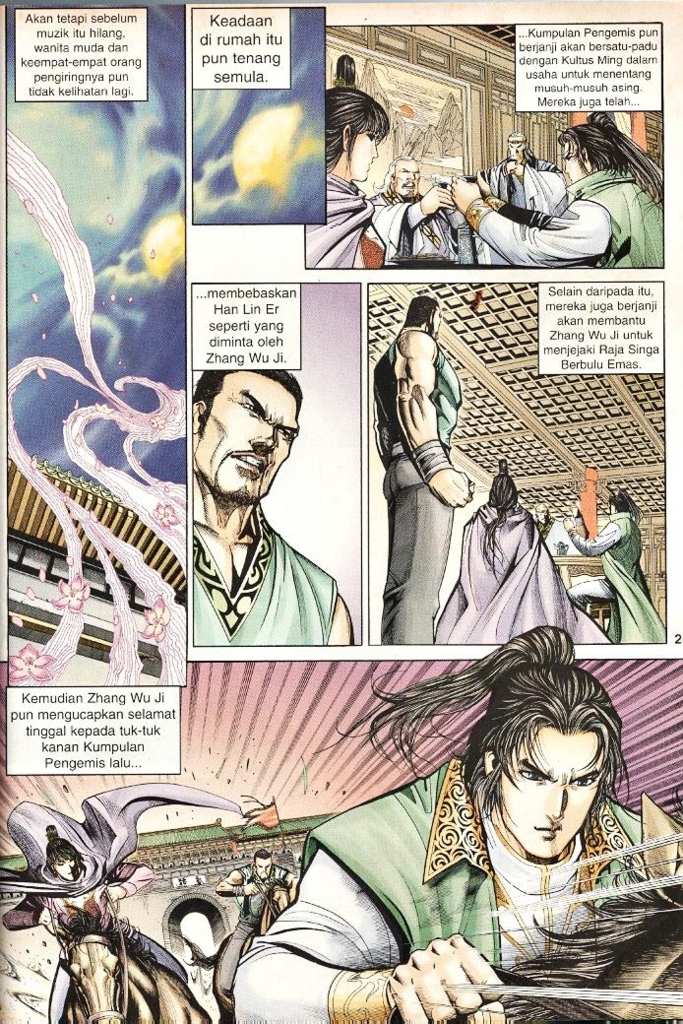 Akan tetapi sebelum
muzik itu hilang,
wanita muda dan
keempat-empat orang
pengiringnya pun
tidak kelihatan lagi.
Keadaan
di rumah itu
pun tenang
semula.
...Kumpulan Pengemis pun
berjanji akan bersatu-padu
dengan Kultus Ming dalam
usaha untuk menentang
musuh-musuh asing.
Mereka juga telah...
...membebaskan
Han Lin Er
seperti yang
diminta oleh
Zhang Wu Ji.
Selain daripada itu,
mereka juga berjanji
akan membantu
Zhang Wu Ji untuk
menjejaki Raja Singa
Berbulu Emas.
2
Kemudian Zhang Wu Ji
pun mengucapkan selamat
tinggal kepada tuk-tuk
kanan Kumpulan
Pengemis lalu...